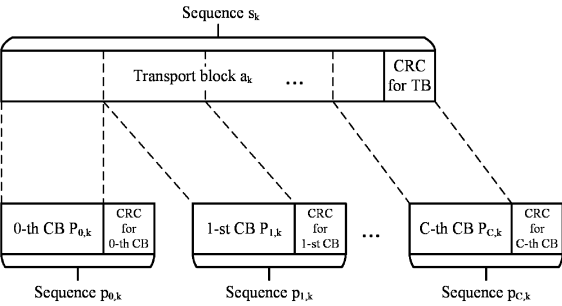 Sequence sk
Transport block ak
...
CRC
for TB
0-th CB P0,k
CRC
for
0-th CB
1-st CB P1,k
CRC
for
1-st CB
...
C-th CB PC,k
CRC
for
C-th CB
Sequence p0,k
Sequence p1,k
Sequence pC,k